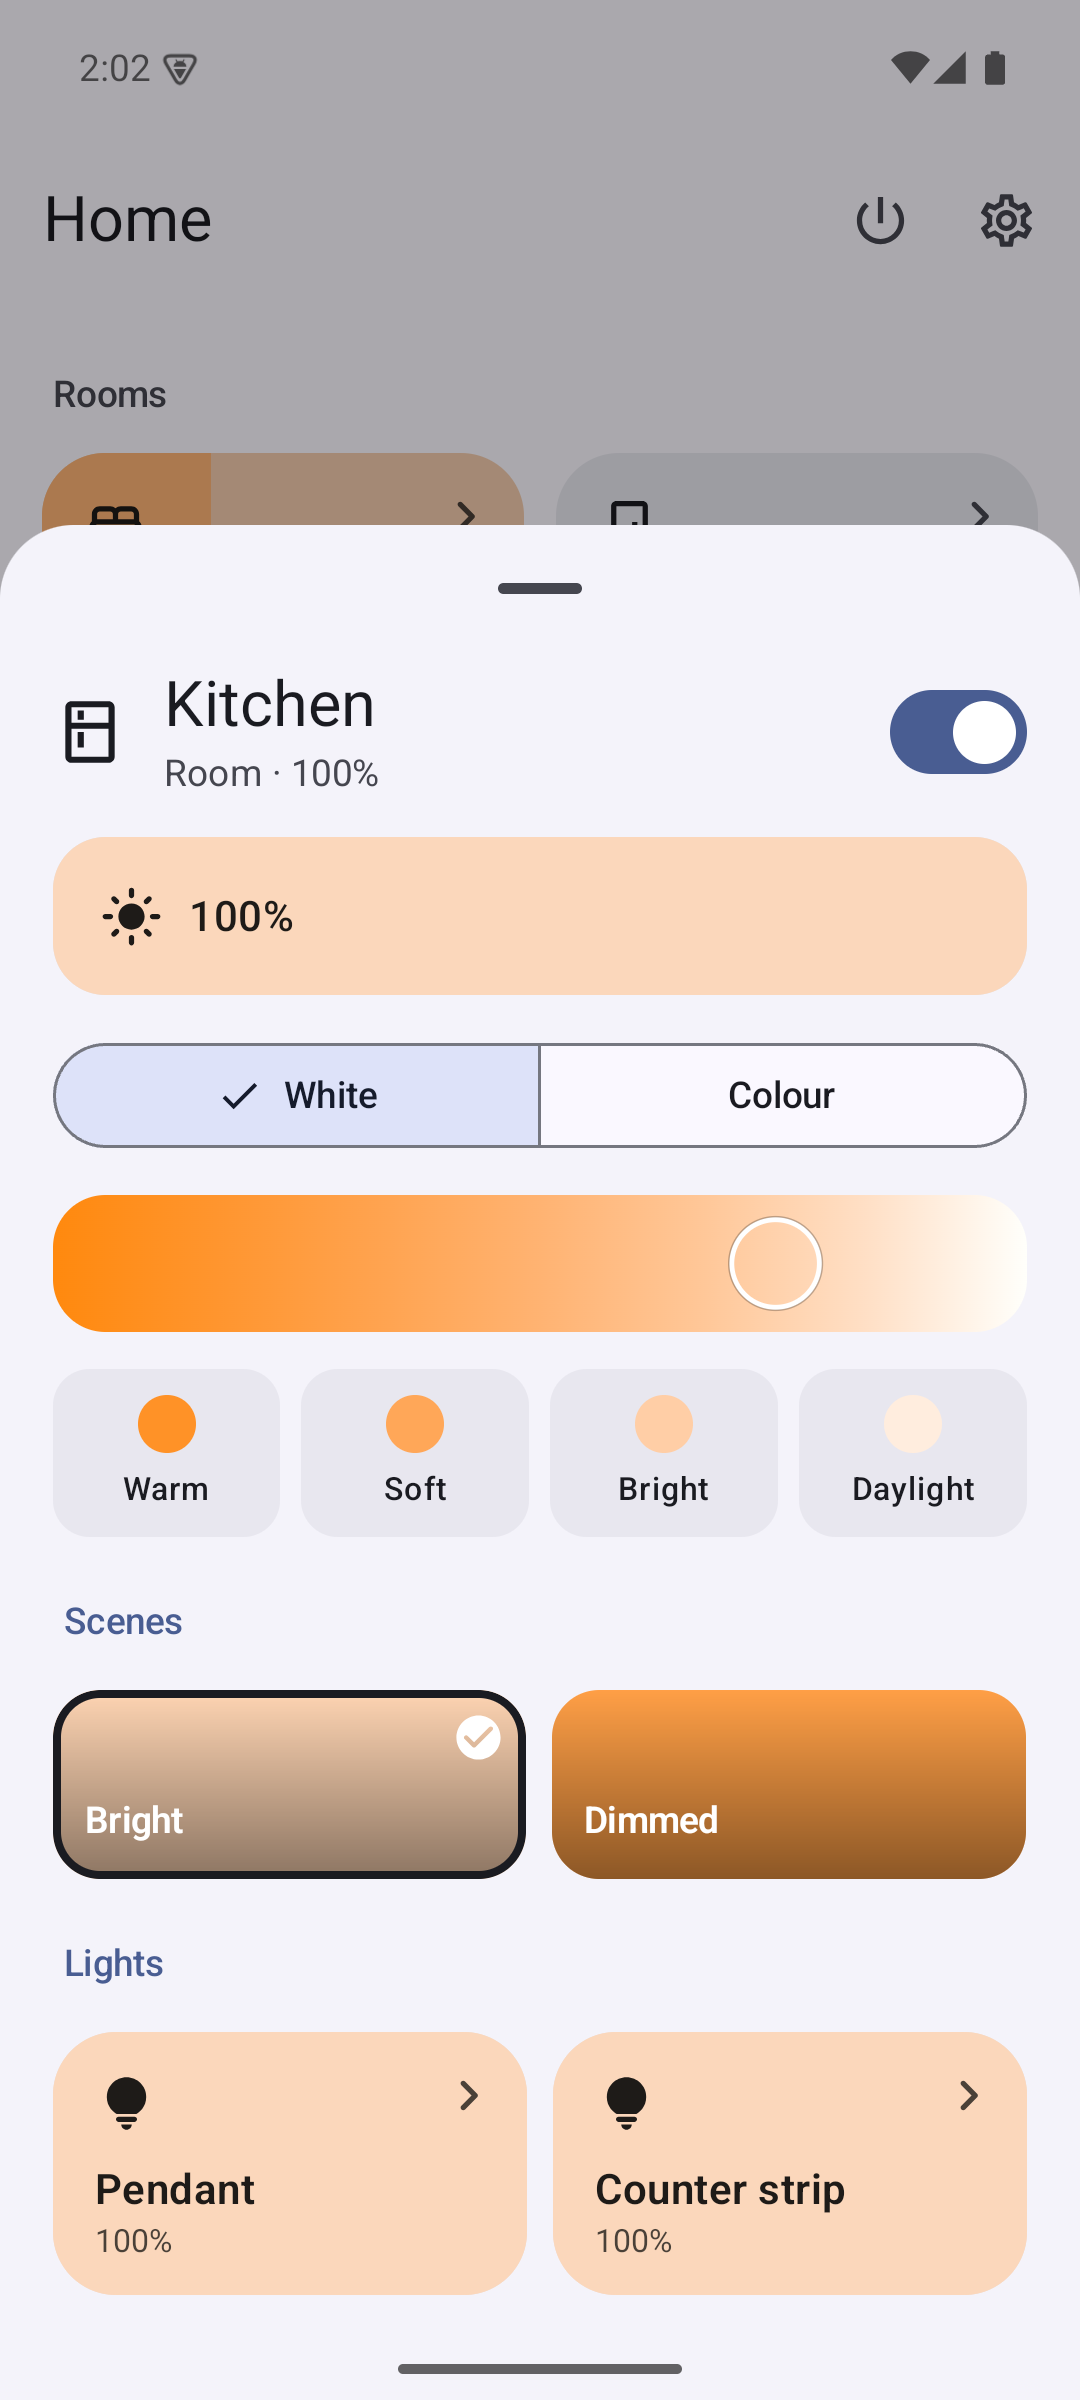 2:02
Home
Rooms
Kitchen
Room · 100%
100%
White
Colour
Warm
Soft
Bright
Daylight
Scenes
Bright
Dimmed
Lights
Pendant
100%
Counter strip
100%